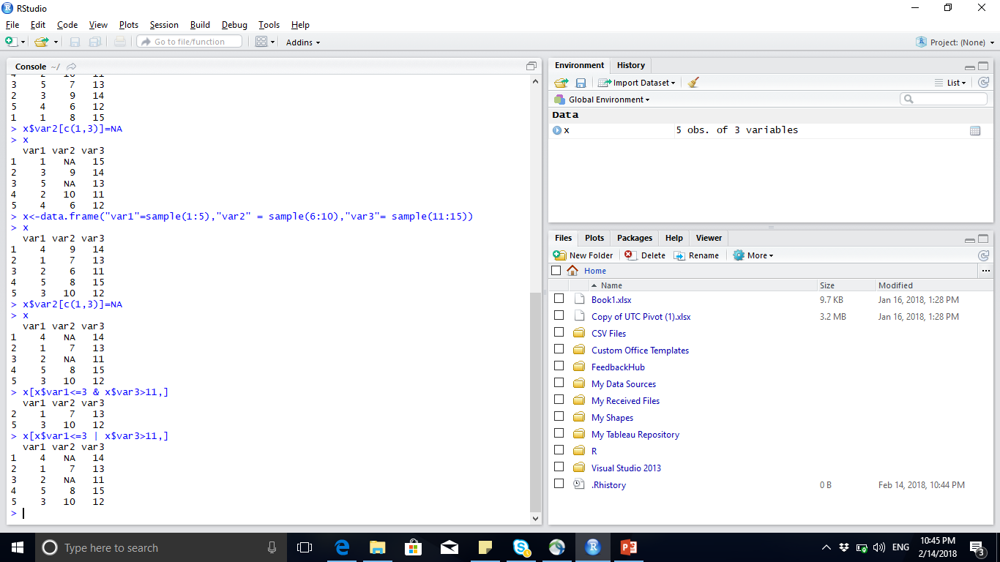 RStudio
File Edit Code View Plots Session Build Debug Tools Help
Go to file/function Addins Project: (None)
Console ~/
4 2 10 11
3 5 7 13
2 3 9 14
5 4 6 12
1 1 8 15
> x$var2[c(1,3)]=NA
> x
var1 var2 var3
1 1 NA 15
2 3 9 14
3 5 NA 13
4 2 10 11
5 4 6 12
> x<-data.frame("var1"=sample(1:5),"var2" = sample(6:10),"var3"= sample(11:15))
> x
var1 var2 var3
1 4 9 14
2 1 7 13
3 2 6 11
4 5 8 15
5 3 10 12
> x$var2[c(1,3)]=NA
> x
var1 var2 var3
1 4 NA 14
2 1 7 13
3 2 NA 11
4 5 8 15
5 3 10 12
> x[x$var1<=3 & x$var3>11,]
var1 var2 var3
2 1 7 13
5 3 10 12
> x[x$var1<=3 | x$var3>11,]
var1 var2 var3
1 4 NA 14
2 1 7 13
3 2 NA 11
4 5 8 15
5 3 10 12
>
Environment History
Import Dataset List
Global Environment
Data
x 5 obs. of 3 variables
Files Plots Packages Help Viewer
New Folder Delete Rename More
Home ...
Name Size Modified
Book1.xlsx 9.7 KB Jan 16, 2018, 1:28 PM
Copy of UTC Pivot (1).xlsx 3.2 MB Jan 16, 2018, 1:28 PM
CSV Files
Custom Office Templates
FeedbackHub
My Data Sources
My Received Files
My Shapes
My Tableau Repository
R
Visual Studio 2013
.Rhistory 0 B Feb 14, 2018, 10:44 PM
Type here to search
ENG
10:45 PM
2/14/2018
3